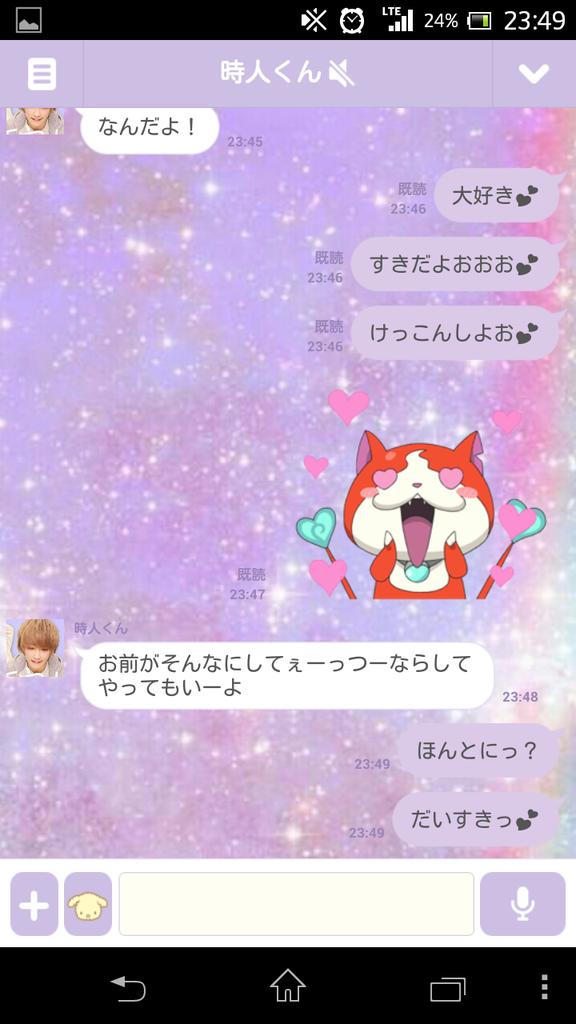 LTE 24% 23:49
時人くん
なんだよ！
23:45
大好き💕
既読
23:46
すきだよおおお💕
既読
23:46
けっこんしよお💕
既読
23:46
既読
23:47
時人くん
お前がそんなにしてぇーっつーならして
やってもいーよ
23:48
ほんとにっ？
23:49
だいすきっ💕
23:49